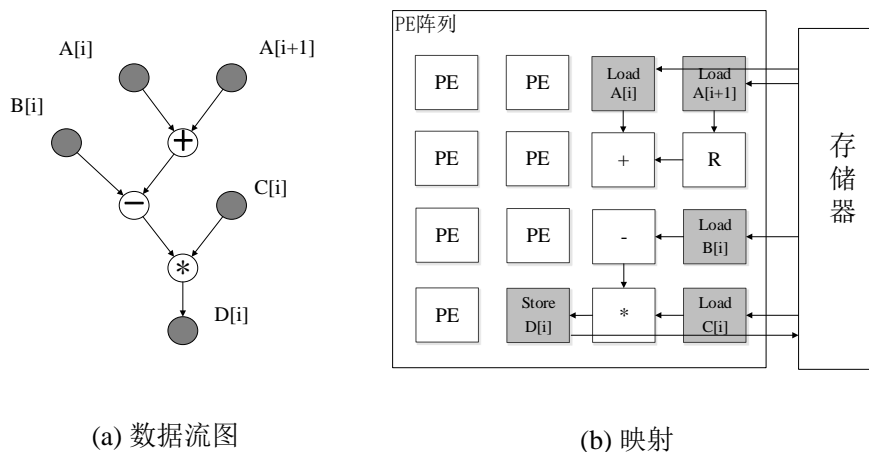 A[i]
A[i+1]
B[i]
+
−
C[i]
*
D[i]
(a) 数据流图
PE阵列
PE
PE
Load
A[i]
Load
A[i+1]
PE
PE
+
R
PE
PE
-
Load
B[i]
PE
Store
D[i]
*
Load
C[i]
存储器
(b) 映射